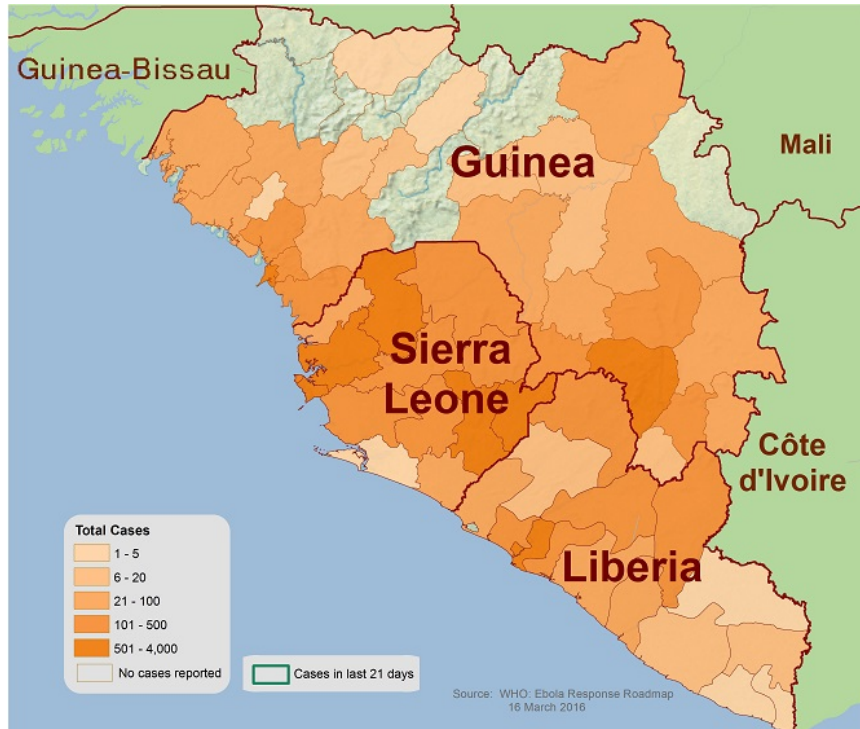 Guinea-Bissau
Mali
Guinea
Sierra
Leone
Côte
d'Ivoire
Liberia
Total Cases
1 - 5
6 - 20
21 - 100
101 - 500
501 - 4,000
No cases reported
Cases in last 21 days
Source: WHO: Ebola Response Roadmap
16 March 2016